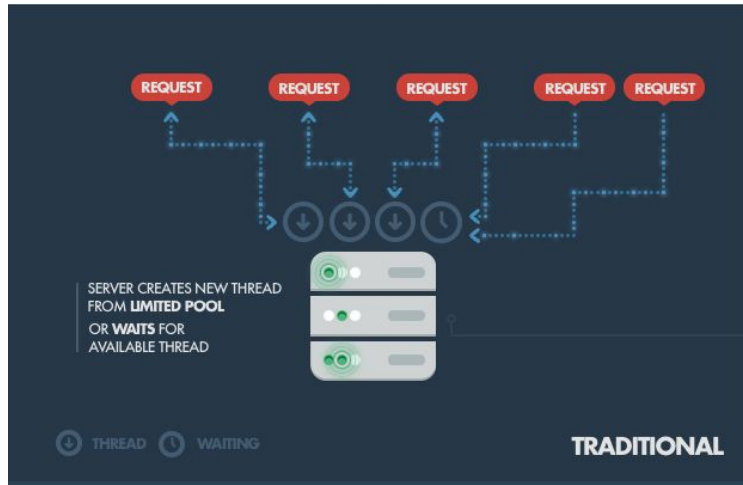 REQUEST REQUEST REQUEST REQUEST REQUEST
SERVER CREATES NEW THREAD
FROM LIMITED POOL
OR WAITS FOR
AVAILABLE THREAD
THREAD WAITING
TRADITIONAL